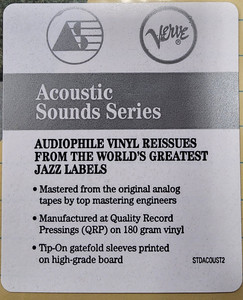 Verve
Acoustic
Sounds Series
AUDIOPHILE VINYL REISSUES
FROM THE WORLD'S GREATEST
JAZZ LABELS
• Mastered from the original analog
tapes by top mastering engineers
• Manufactured at Quality Record
Pressings (QRP) on 180 gram vinyl
• Tip-On gatefold sleeves printed
on high-grade board
STDACOUST2